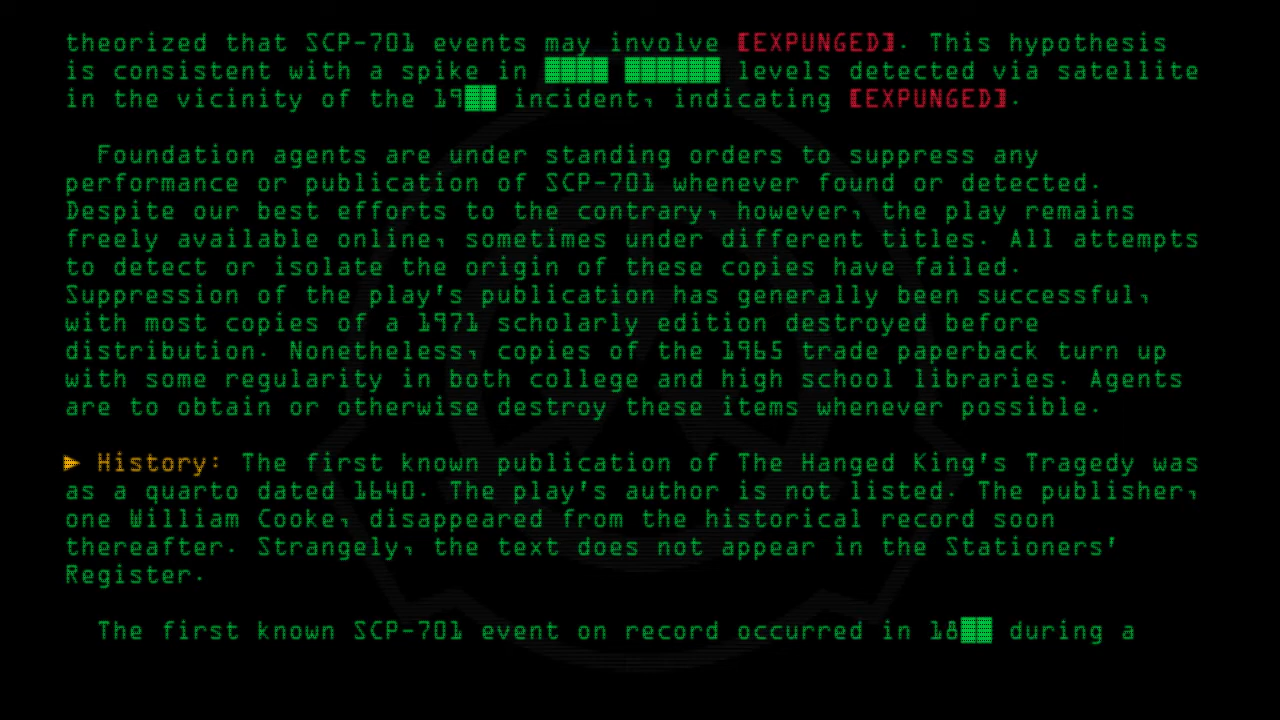 theorized that SCP-701 events may involve [EXPUNGED]. This hypothesis
is consistent with a spike in ████ ██████ levels detected via satellite
in the vicinity of the 19██ incident, indicating [EXPUNGED].
Foundation agents are under standing orders to suppress any
performance or publication of SCP-701 whenever found or detected.
Despite our best efforts to the contrary, however, the play remains
freely available online, sometimes under different titles. All attempts
to detect or isolate the origin of these copies have failed.
Suppression of the play's publication has generally been successful,
with most copies of a 1971 scholarly edition destroyed before
distribution. Nonetheless, copies of the 1965 trade paperback turn up
with some regularity in both college and high school libraries. Agents
are to obtain or otherwise destroy these items whenever possible.
► History: The first known publication of The Hanged King's Tragedy was
as a quarto dated 1640. The play's author is not listed. The publisher,
one William Cooke, disappeared from the historical record soon
thereafter. Strangely, the text does not appear in the Stationers'
Register.
The first known SCP-701 event on record occurred in 18██ during a